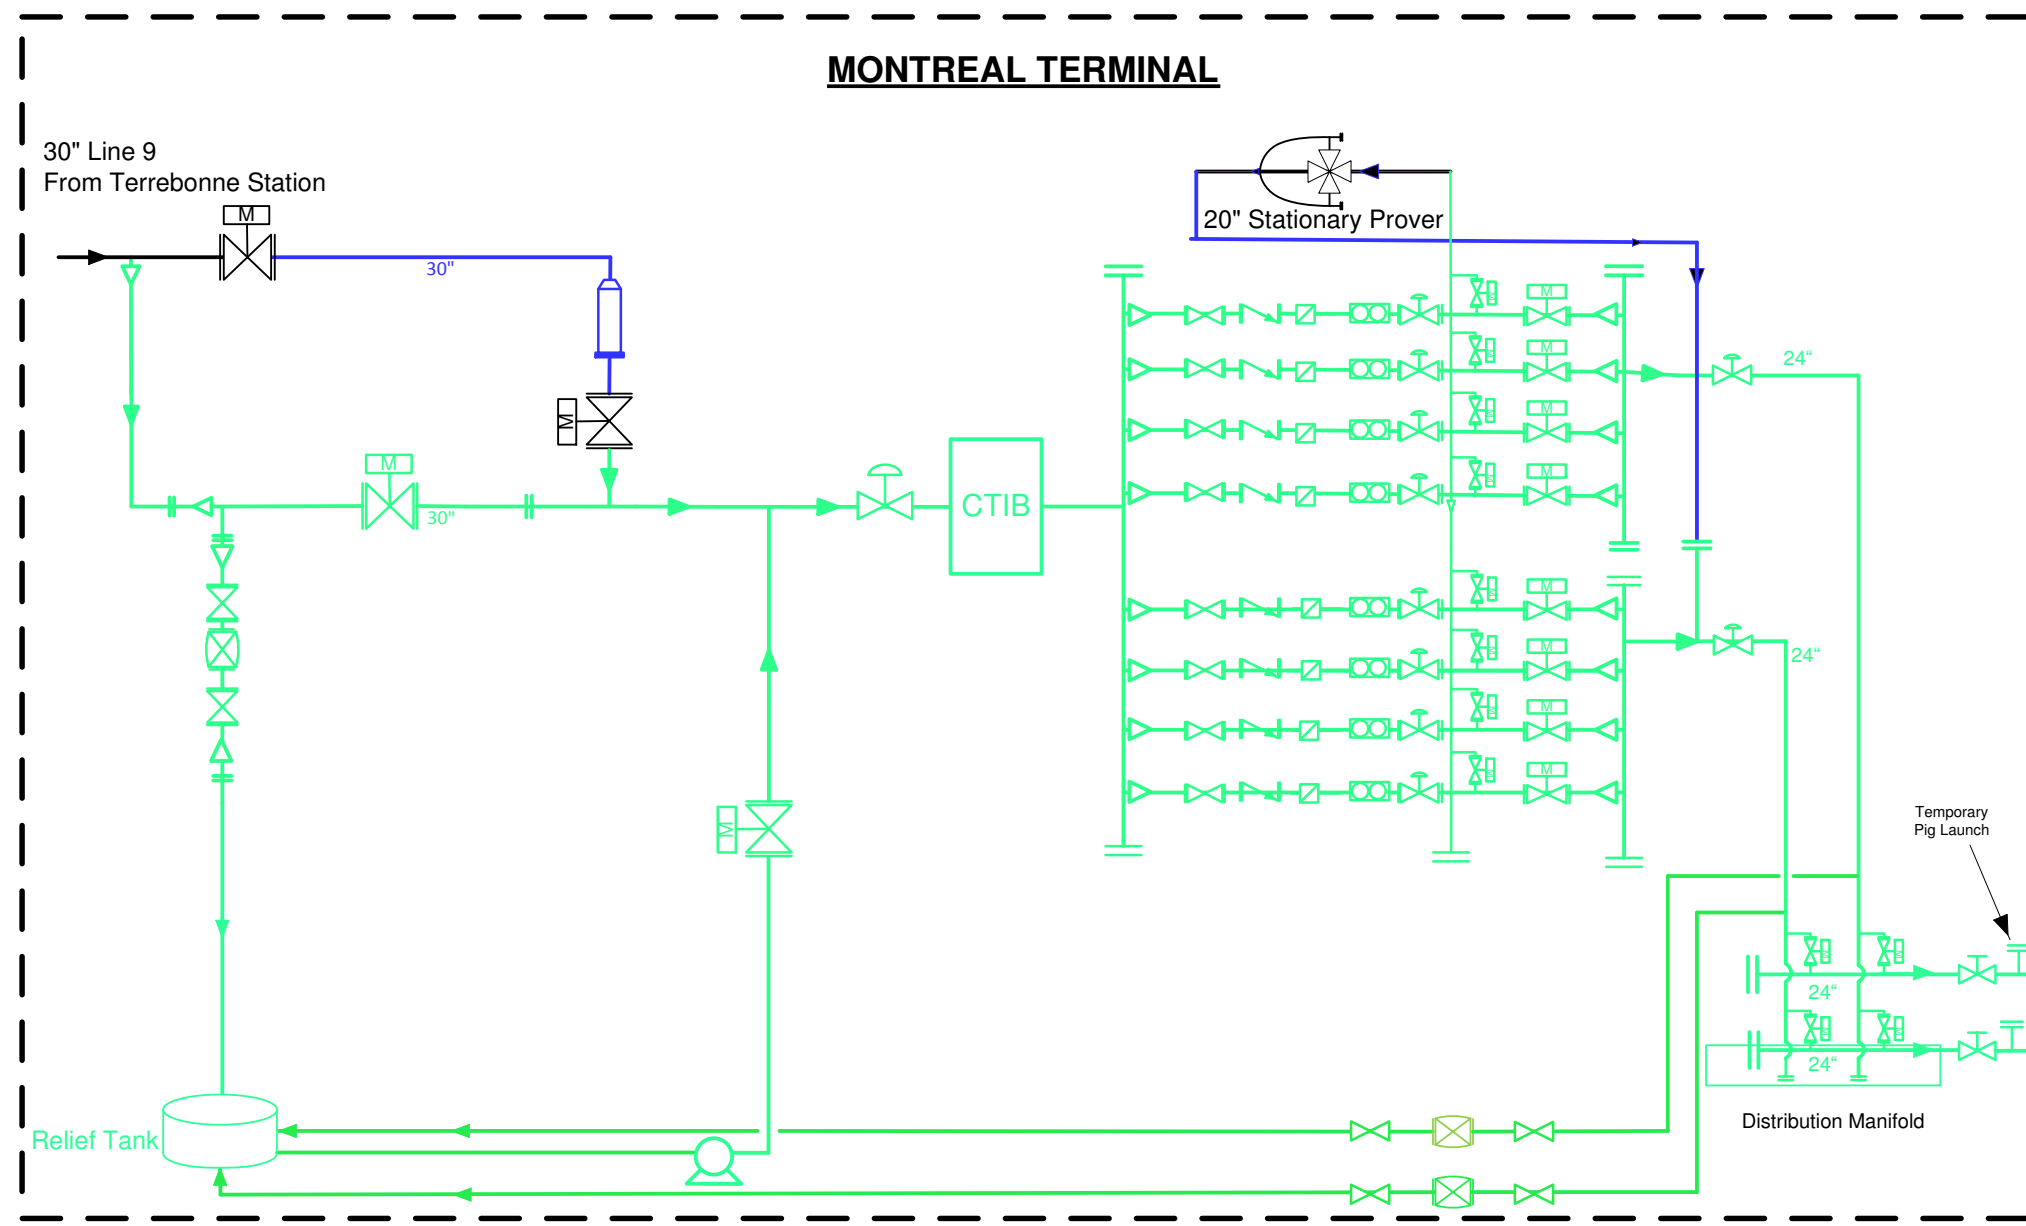 MONTREAL TERMINAL
30" Line 9
From Terrebonne Station
M
30"
20" Stationary Prover
M
M
M
M
M
M
24“
M
M
M
M
M
30"
CTIB
M
M
M
M
24“
M
M
M
M
M
M
Temporary
Pig Launch
M
M
24“
M
M
24“
Relief Tank
Distribution Manifold